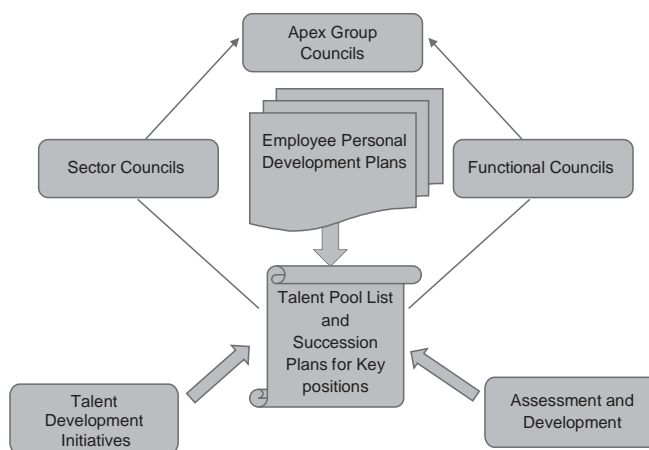 Apex Group
Councils
Employee Personal
Development Plans
Sector Councils
Functional Councils
Talent Pool List
and
Succession
Plans for Key
positions
Talent
Development
Initiatives
Assessment and
Development